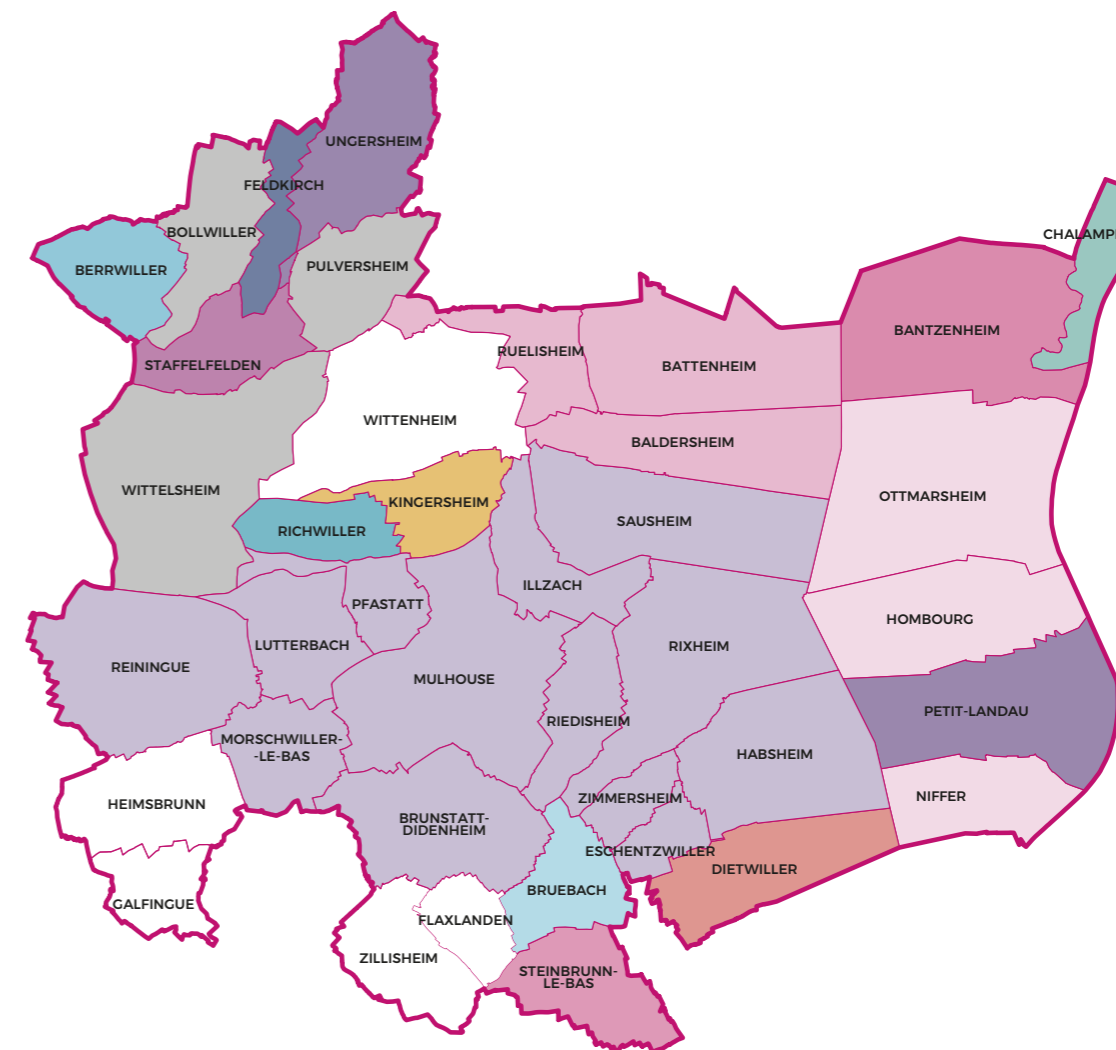 UNGERSHEIM
FELDKIRCH
BOLLWILLER
CHALAMP
BERRWILLER
PULVERSHEIM
BANTZENHEIM
RUELISHEIM
STAFFELFELDEN
BATTENHEIM
WITTENHEIM
BALDERSHEIM
WITTELSHEIM
OTTMARSHEIM
KINGERSHEIM
SAUSHEIM
RICHWILLER
ILLZACH
PFASTATT
HOMBOURG
LUTTERBACH
RIXHEIM
REININGUE
MULHOUSE
PETIT-LANDAU
RIEDISHEIM
MORSCHWILLER-
-LE-BAS
HABSHEIM
NIFFER
ZIMMERSHEIM
HEIMSBRUNN
BRUNSTATT-
DIDENHEIM
ESCHENTZWILLER
DIETWILLER
BRUEBACH
GALFINGUE
FLAXLANDEN
ZILLISHEIM
STEINBRUNN-
LE-BAS